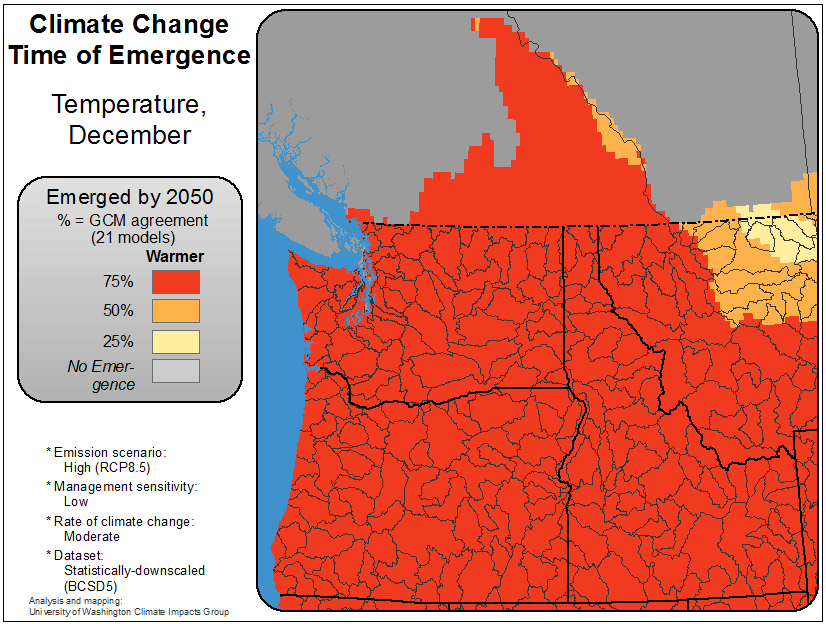 Climate Change
Time of Emergence
Temperature,
December
Emerged by 2050
% = GCM agreement
(21 models)
Warmer
75%
50%
25%
No Emer-
gence
* Emission scenario:
High (RCP8.5)
* Management sensitivity:
Low
* Rate of climate change:
Moderate
* Dataset:
Statistically-downscaled
(BCSD5)
Analysis and mapping:
University of Washington Climate Impacts Group